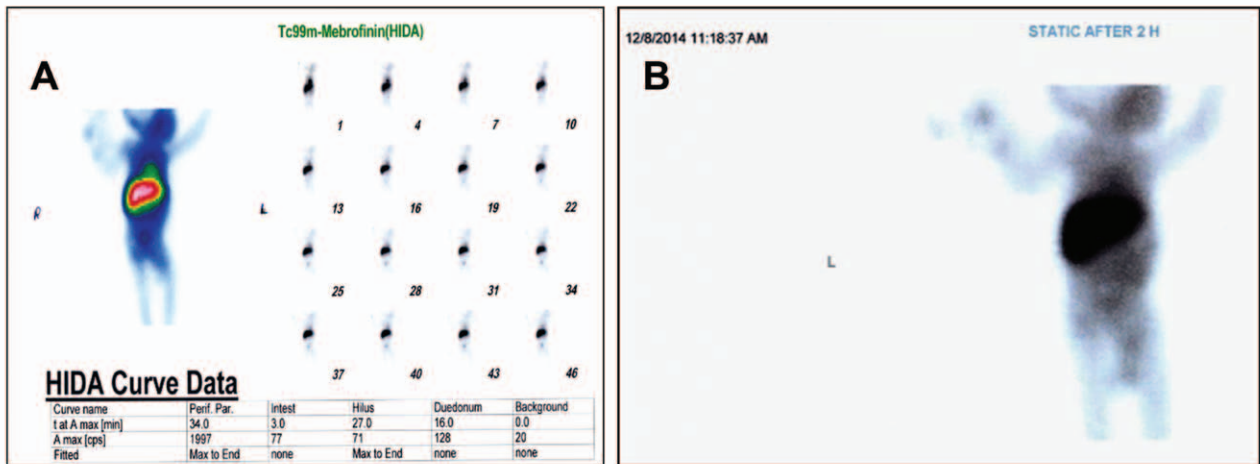 Tc99m-Mebrofinin(HIDA)
A
1 4 7 10
R
L
13 16 19 22
25 28 31 34
37 40 43 46
HIDA Curve Data
Curve name Perif. Par. Intest Hilus Duedonum Background
t at A max [min] 34.0 3.0 27.0 16.0 0.0
A max [cps] 1997 77 71 128 20
Fitted Max to End none Max to End none none
12/8/2014 11:18:37 AM
STATIC AFTER 2 H
B
L